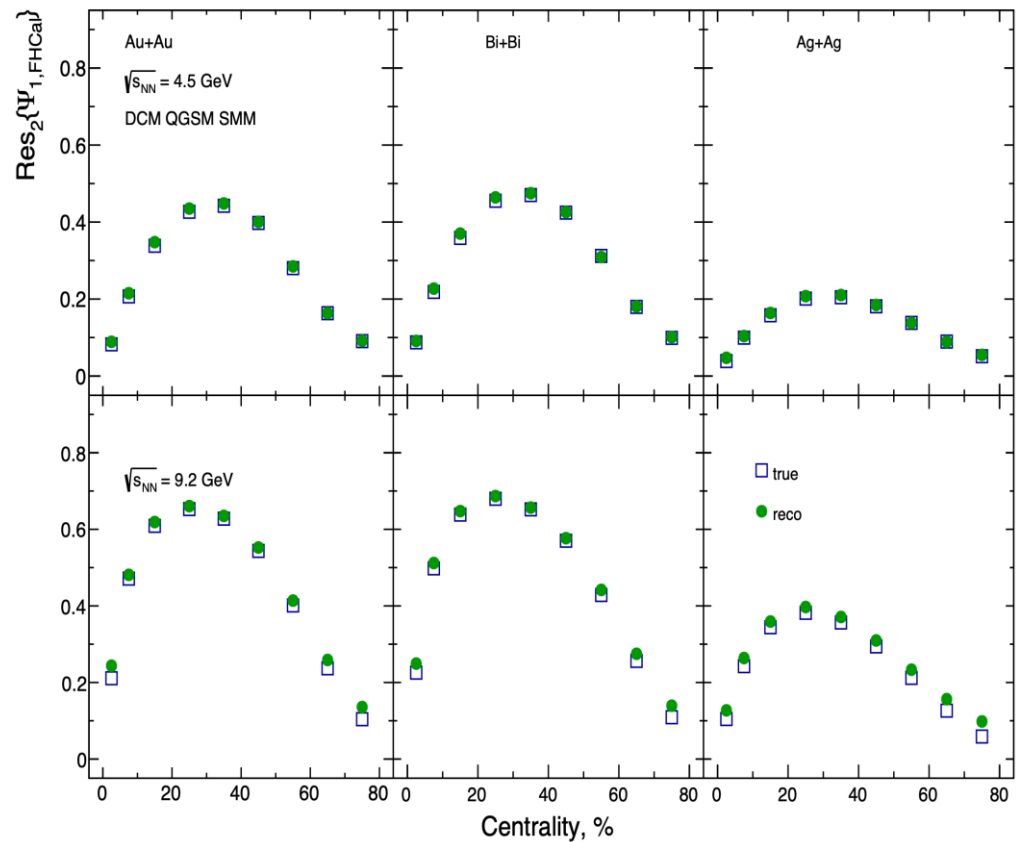 Res₂{Ψ₁,FHCal}
Au+Au
Bi+Bi
Ag+Ag
√sNN = 4.5 GeV
DCM QGSM SMM
0.8
0.6
0.4
0.2
0
√sNN = 9.2 GeV
true
reco
0.8
0.6
0.4
0.2
0
0 20 40 60 80 0 20 40 60 80 0 20 40 60 80
Centrality, %